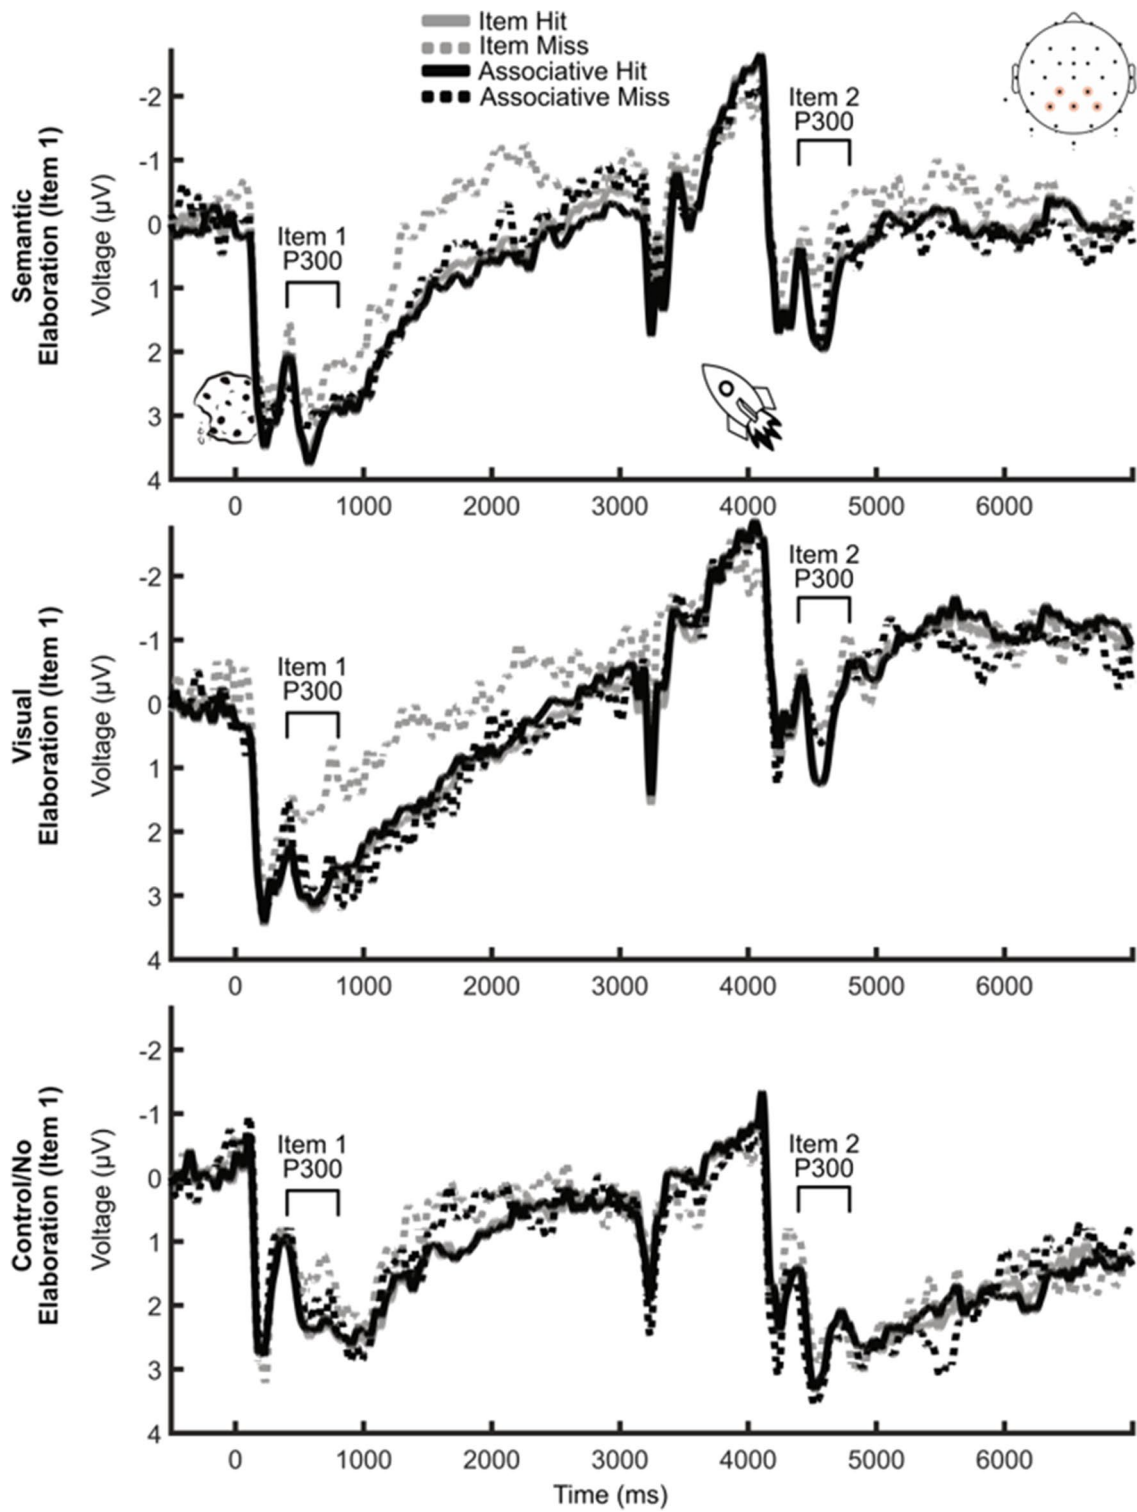 Item Hit
Item Miss
Associative Hit
Associative Miss
Semantic
Elaboration (Item 1)
Voltage (µV)
-2
-1
0
1
2
3
4
Item 1
P300
Item 2
P300
0 1000 2000 3000 4000 5000 6000
Visual
Elaboration (Item 1)
Voltage (µV)
-2
-1
0
1
2
3
4
Item 1
P300
Item 2
P300
0 1000 2000 3000 4000 5000 6000
Control/No
Elaboration (Item 1)
Voltage (µV)
-2
-1
0
1
2
3
4
Item 1
P300
Item 2
P300
0 1000 2000 3000 4000 5000 6000
Time (ms)